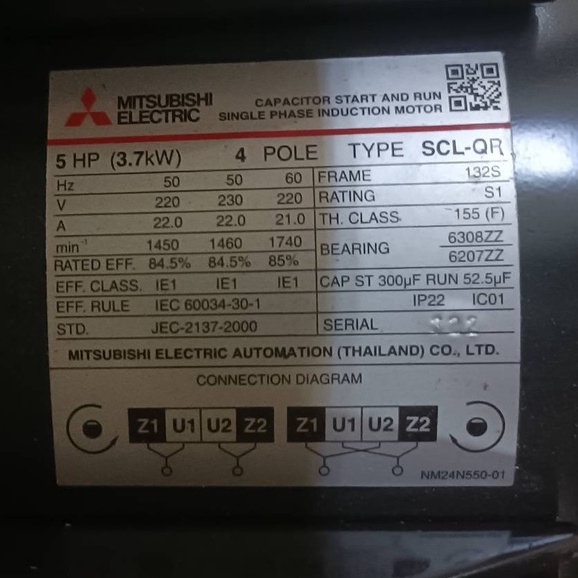 MITSUBISHI ELECTRIC
CAPACITOR START AND RUN
SINGLE PHASE INDUCTION MOTOR
5 HP (3.7kW) 4 POLE TYPE SCL-QR
Hz 50 50 60
V 220 230 220
A 22.0 22.0 21.0
min⁻¹ 1450 1460 1740
RATED EFF. 84.5% 84.5% 85%
EFF. CLASS. IE1 IE1 IE1
EFF. RULE IEC 60034-30-1
STD. JEC-2137-2000
FRAME 132S
RATING S1
TH. CLASS 155 (F)
BEARING 6308ZZ
6207ZZ
CAP ST 300µF RUN 52.5µF
IP22 IC01
SERIAL
MITSUBISHI ELECTRIC AUTOMATION (THAILAND) CO., LTD.
CONNECTION DIAGRAM
Z1 U1 U2 Z2 Z1 U1 U2 Z2
NM24N550-01